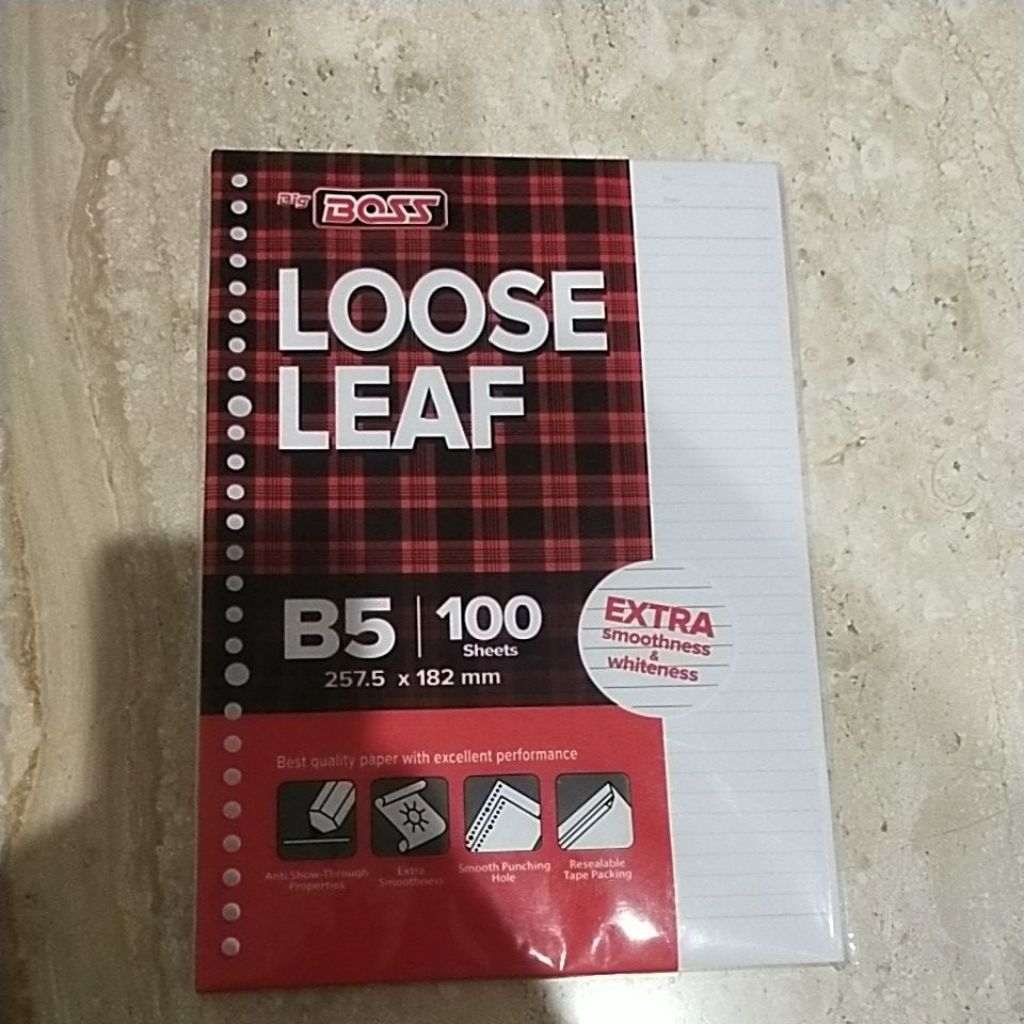 Big BOSS
LOOSE
LEAF
B5 100
Sheets
257.5 x 182 mm
EXTRA
smoothness
&
whiteness
Best quality paper with excellent performance
Anti Show-Through
Properties
Extra
Smoothness
Smooth Punching
Hole
Resealable
Tape Packing